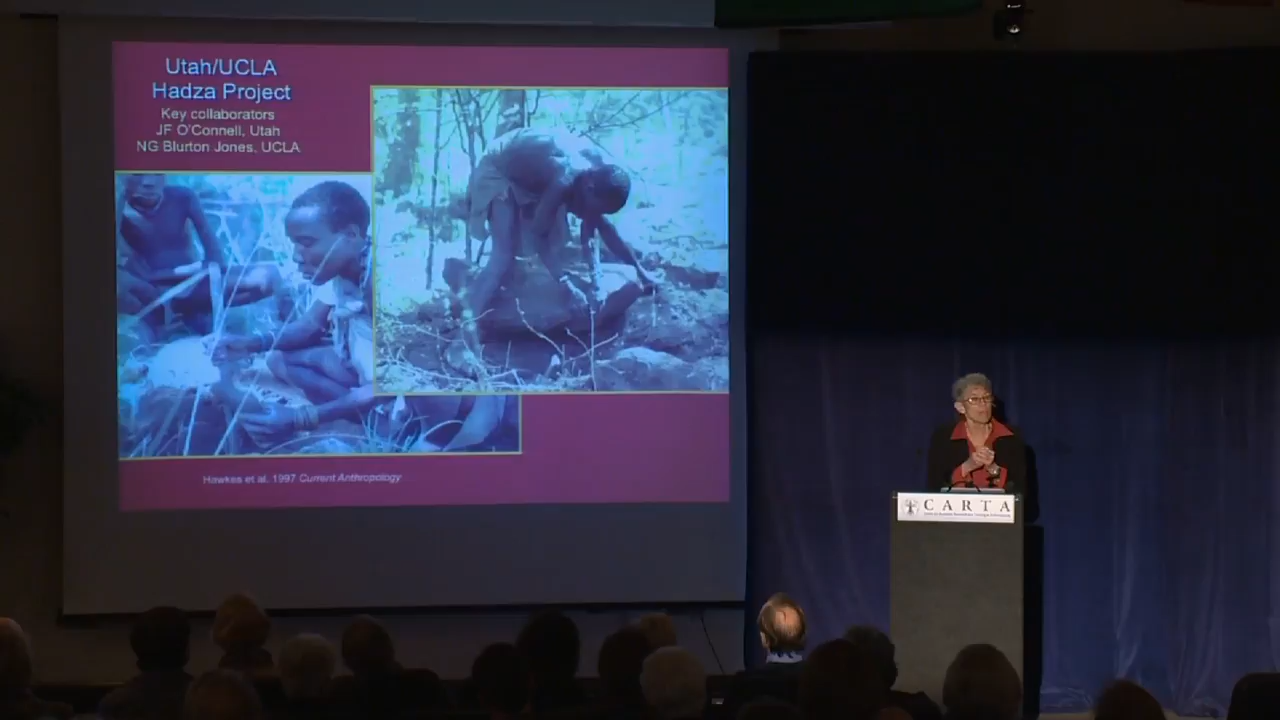 Utah/UCLA
Hadza Project
Key collaborators
JF O'Connell, Utah
NG Blurton Jones, UCLA
Hawkes et al. 1997 Current Anthropology
CARTA